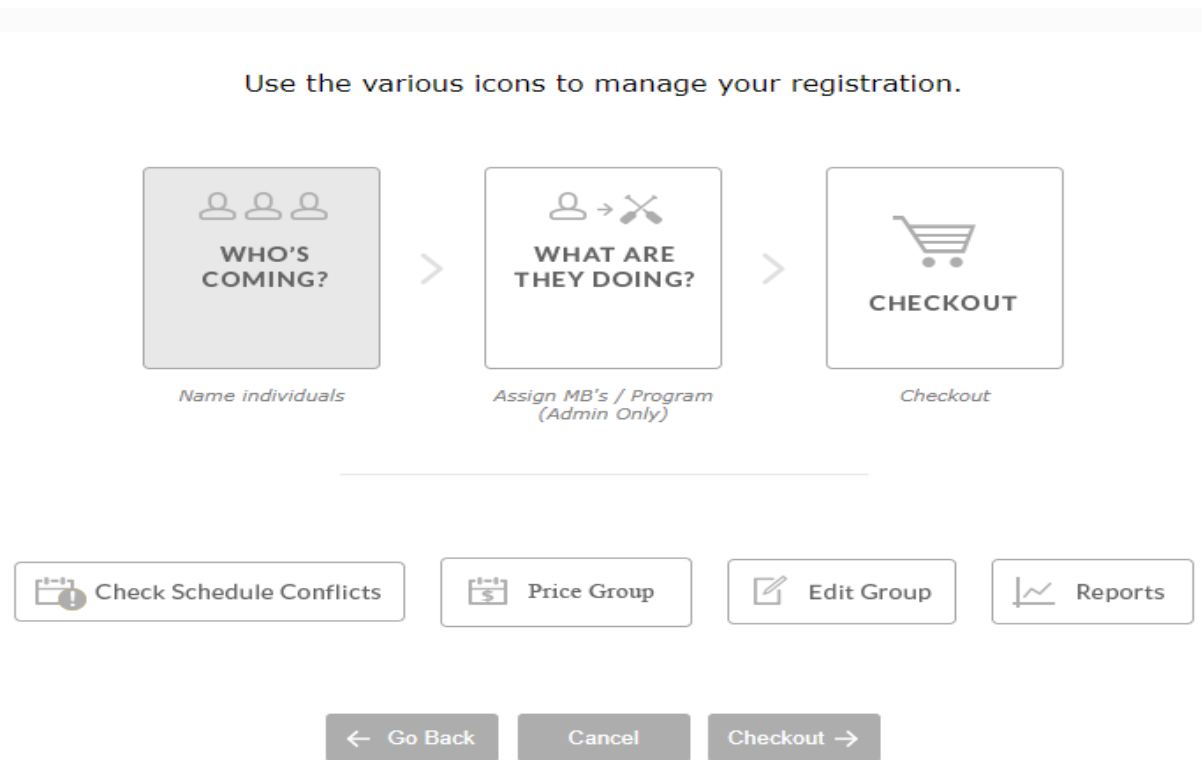 Use the various icons to manage your registration.
WHO'S
COMING?
WHAT ARE
THEY DOING?
CHECKOUT
Name individuals
Assign MB's / Program
(Admin Only)
Checkout
Check Schedule Conflicts
$ Price Group
Edit Group
Reports
← Go Back
Cancel
Checkout →